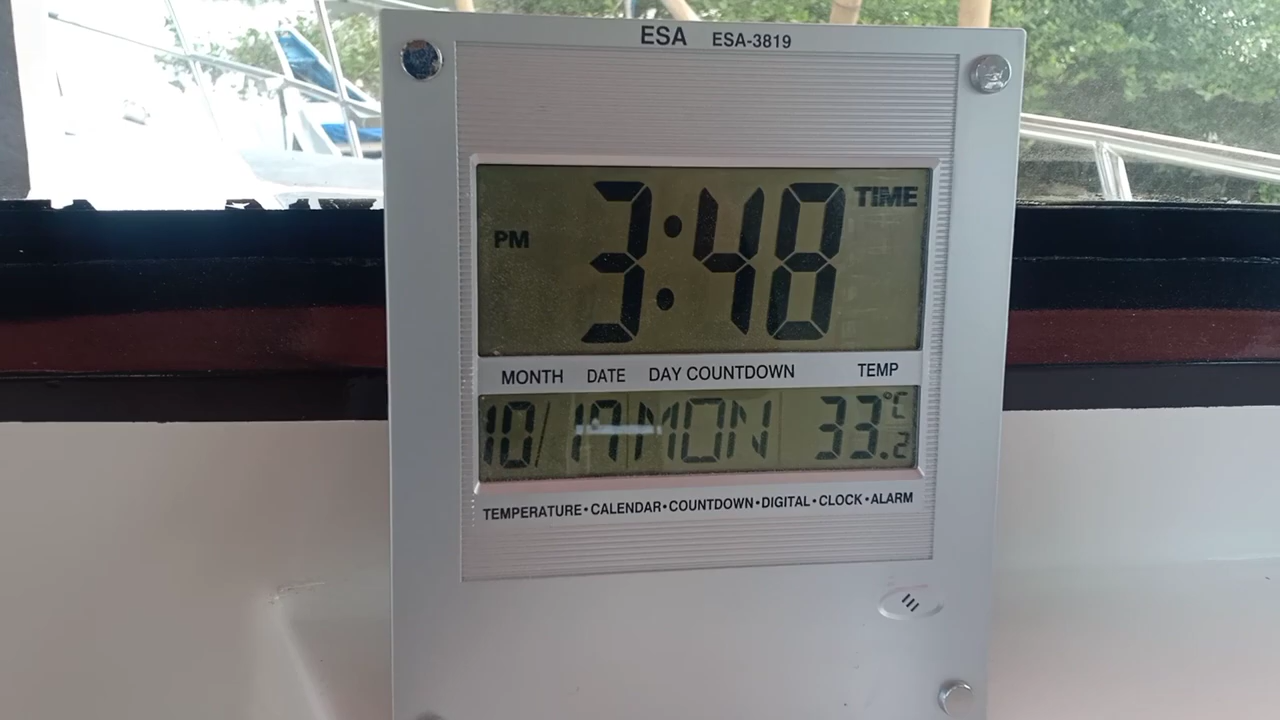 ESA ESA-3819
PM 3:48 TIME
MONTH DATE DAY COUNTDOWN TEMP
10/17 MON 33.2°C
TEMPERATURE•CALENDAR•COUNTDOWN•DIGITAL•CLOCK•ALARM